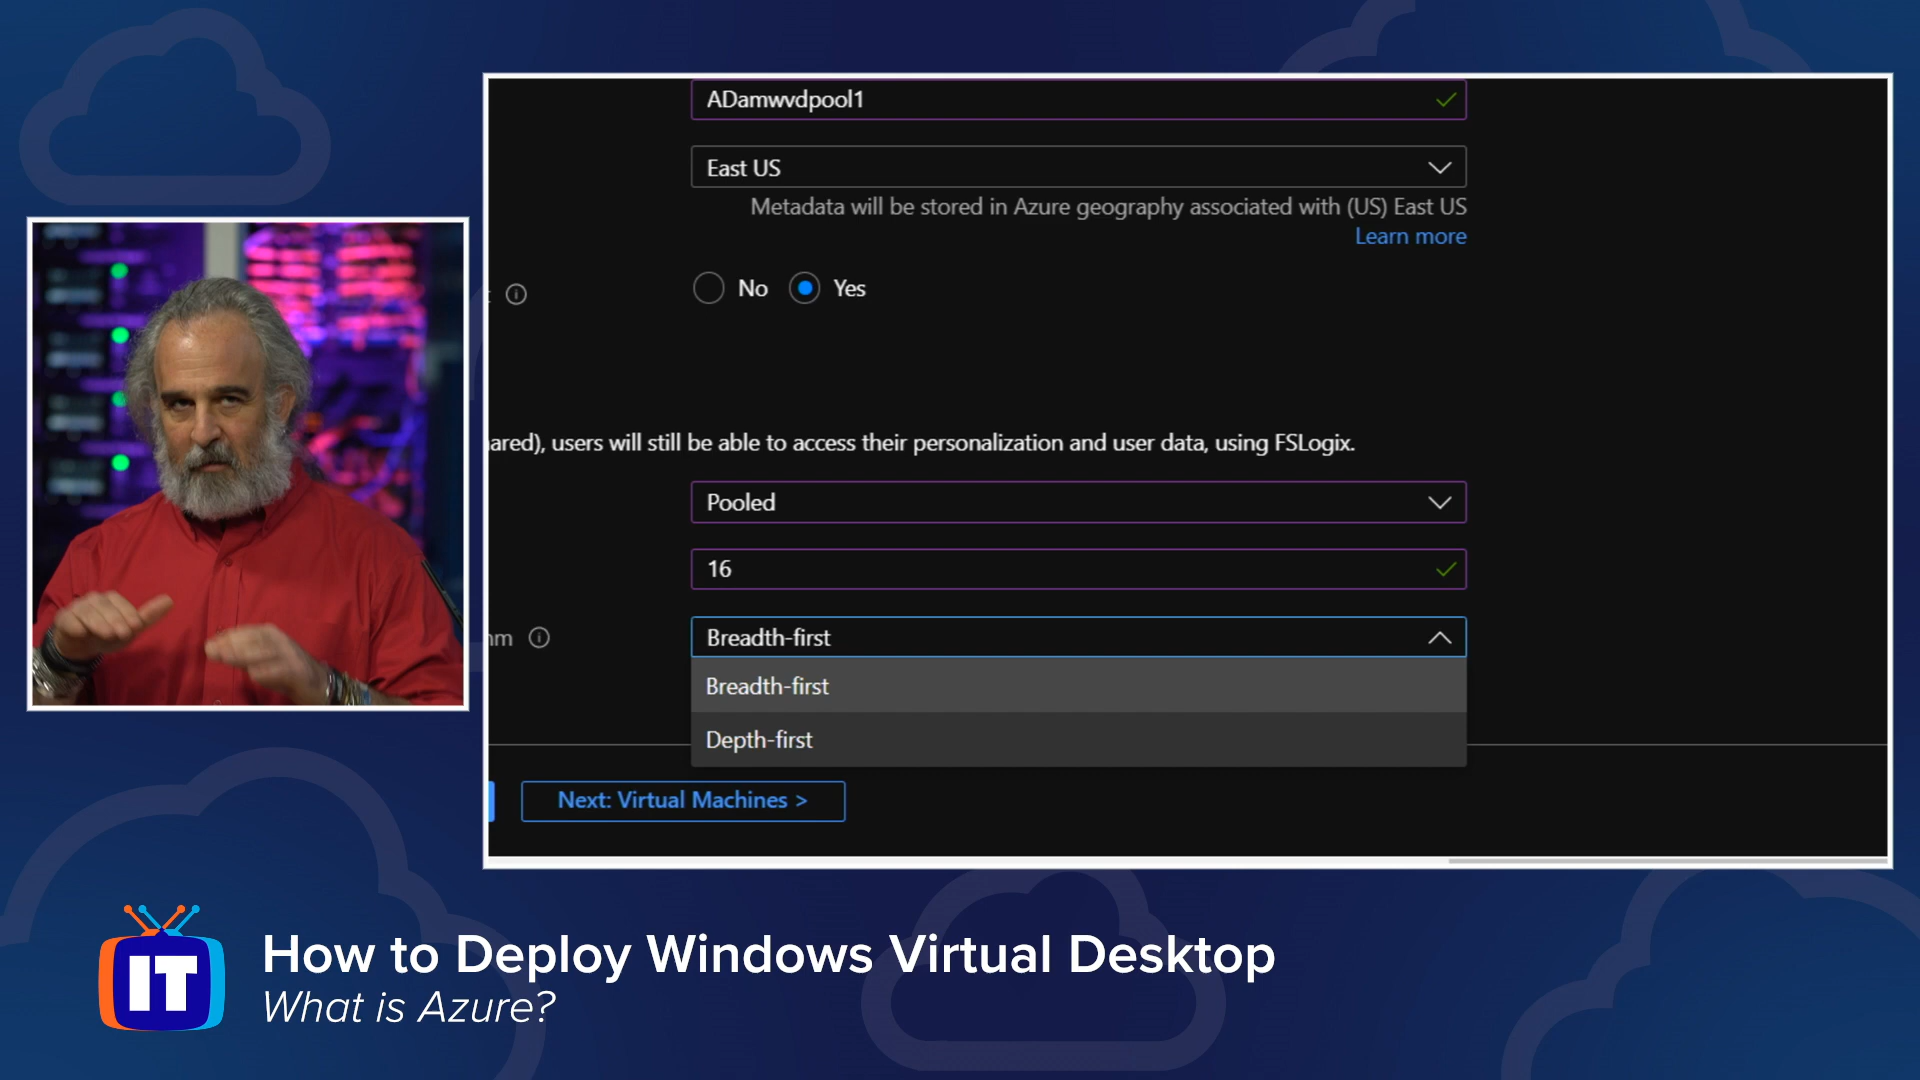 ADamwvdpool1
East US
Metadata will be stored in Azure geography associated with (US) East US
Learn more
No Yes
users will still be able to access their personalization and user data, using FSLogix.
Pooled
16
Breadth-first
Breadth-first
Depth-first
Next: Virtual Machines >
IT
How to Deploy Windows Virtual Desktop
What is Azure?